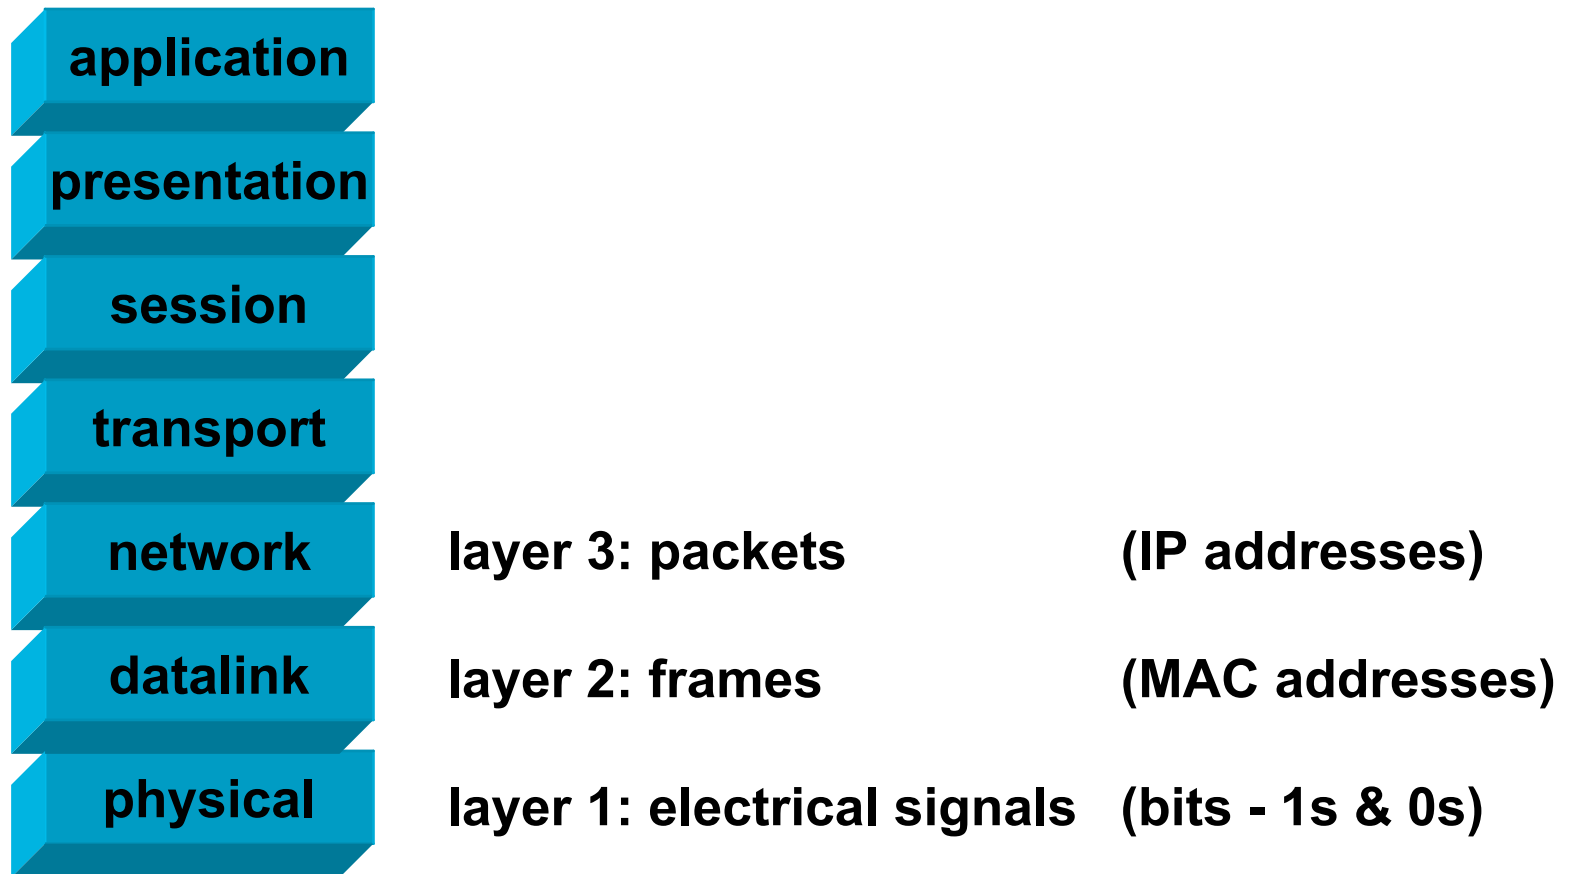 application
presentation
session
transport
network layer 3: packets (IP addresses)
datalink layer 2: frames (MAC addresses)
physical layer 1: electrical signals (bits - 1s & 0s)